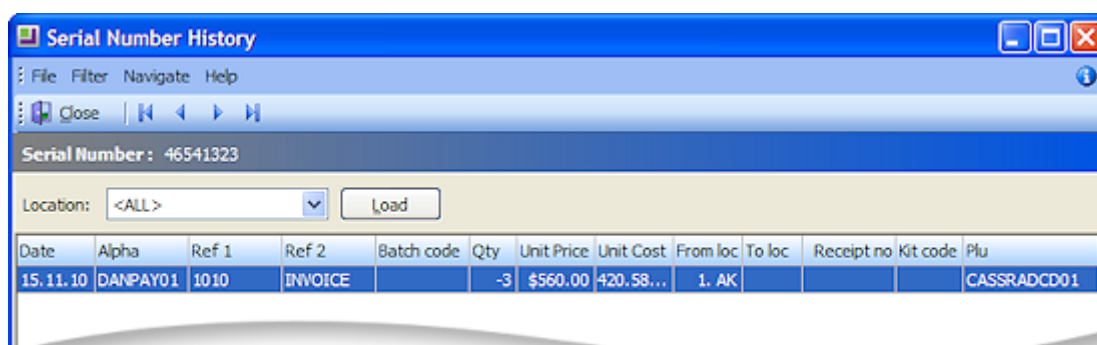 Serial Number History
File Filter Navigate Help
Close
Serial Number: 46541323
Location: <ALL> Load
Date Alpha Ref 1 Ref 2 Batch code Qty Unit Price Unit Cost From loc To loc Receipt no Kit code Plu
15.11.10 DANPAY01 1010 INVOICE -3 $560.00 420.58... 1. AK CASSRADCD01